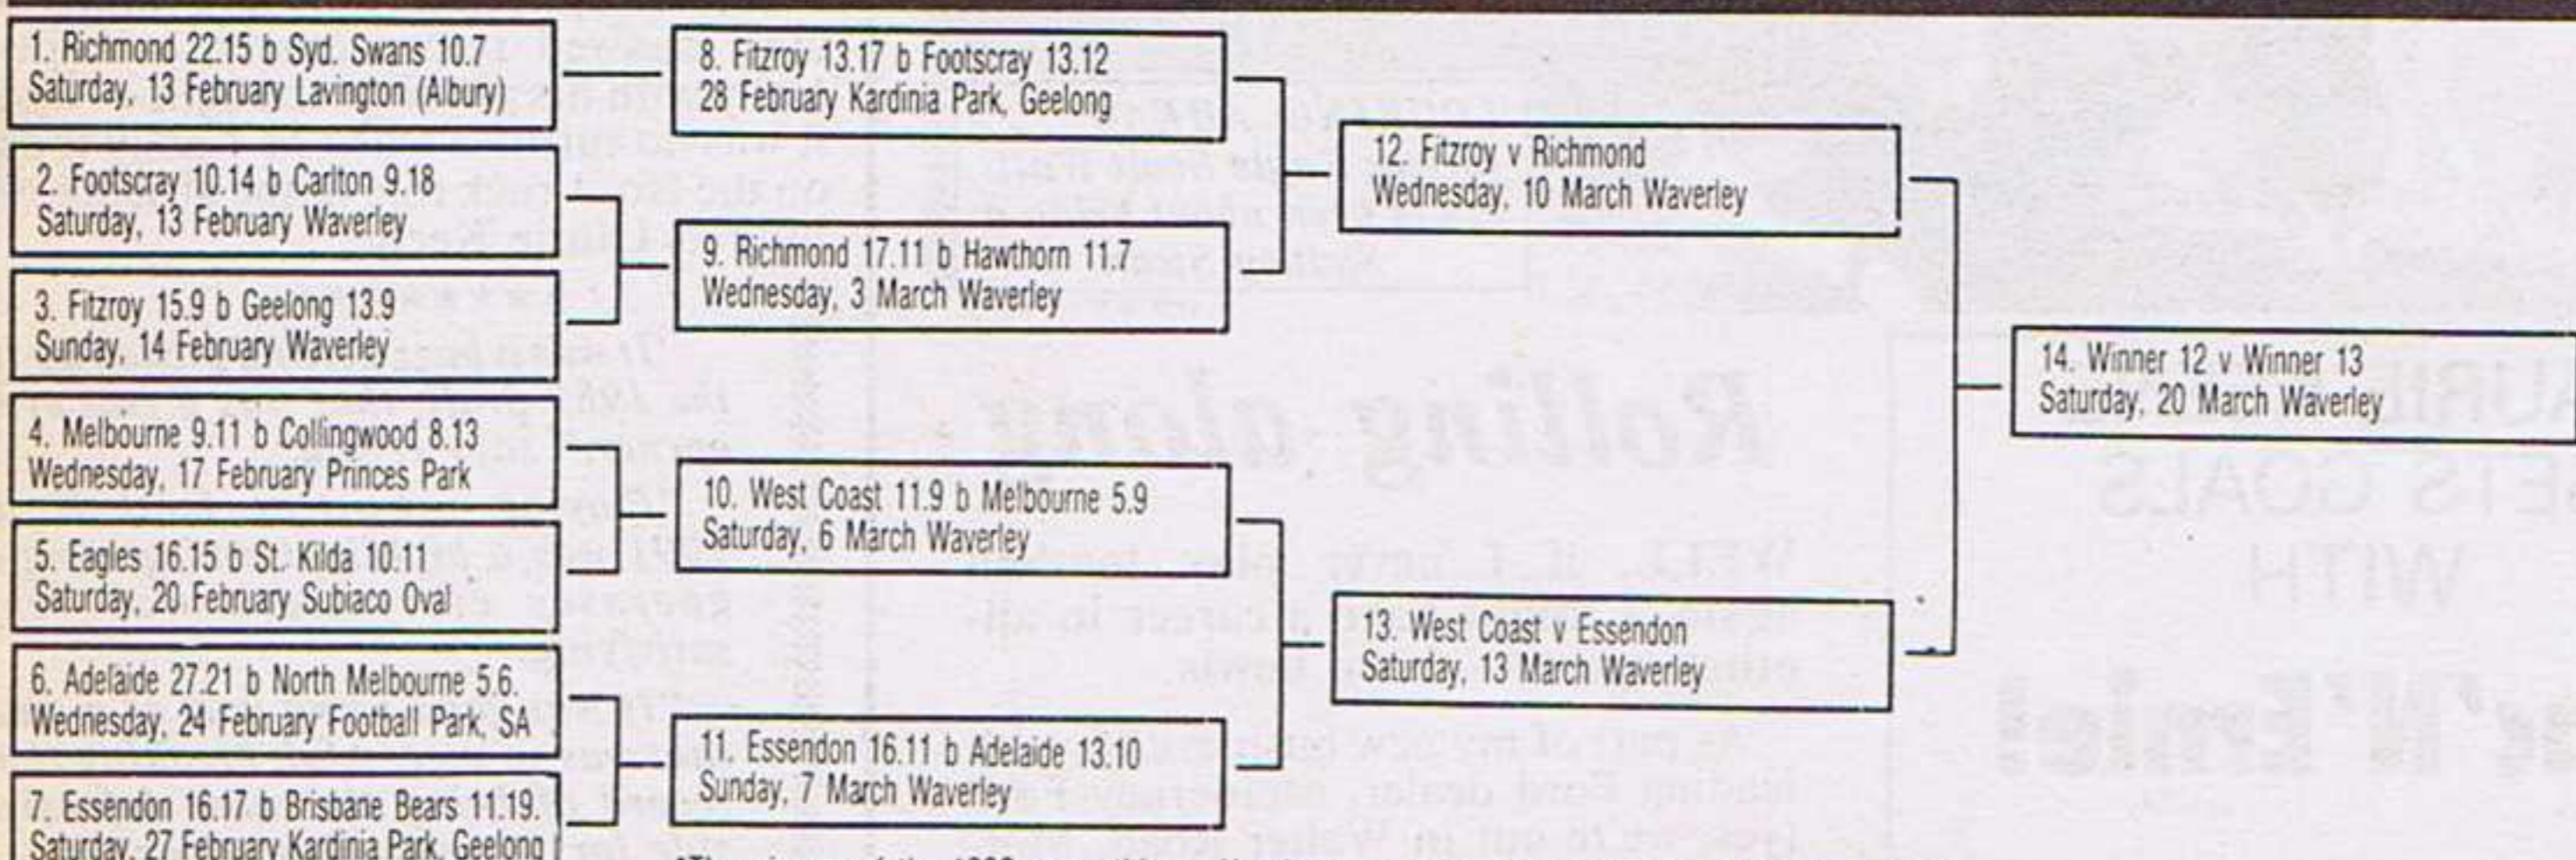 1. Richmond 22.15 b Syd. Swans 10.7
Saturday, 13 February Lavington (Albury)
2. Footscray 10.14 b Carlton 9.18
Saturday, 13 February Waverley
3. Fitzroy 15.9 b Geelong 13.9
Sunday, 14 February Waverley
4. Melbourne 9.11 b Collingwood 8.13
Wednesday, 17 February Princes Park
5. Eagles 16.15 b St. Kilda 10.11
Saturday, 20 February Subiaco Oval
6. Adelaide 27.21 b North Melbourne 5.6.
Wednesday, 24 February Football Park, SA
7. Essendon 16.17 b Brisbane Bears 11.19.
Saturday, 27 February Kardinia Park, Geelong
8. Fitzroy 13.17 b Footscray 13.12
28 February Kardinia Park, Geelong
9. Richmond 17.11 b Hawthorn 11.7
Wednesday, 3 March Waverley
10. West Coast 11.9 b Melbourne 5.9
Saturday, 6 March Waverley
11. Essendon 16.11 b Adelaide 13.10
Sunday, 7 March Waverley
12. Fitzroy v Richmond
Wednesday, 10 March Waverley
13. West Coast v Essendon
Saturday, 13 March Waverley
14. Winner 12 v Winner 13
Saturday, 20 March Waverley